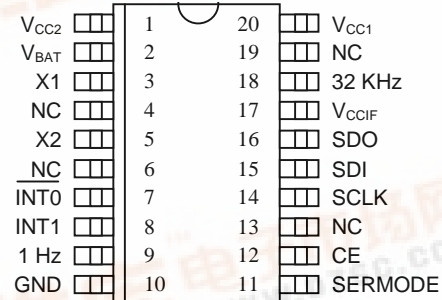 VCC2 1 20 VCC1
VBAT 2 19 NC
X1 3 18 32 KHz
NC 4 17 VCCIF
X2 5 16 SDO
NC 6 15 SDI
INT0 7 14 SCLK
INT1 8 13 NC
1 Hz 9 12 CE
GND 10 11 SERMODE